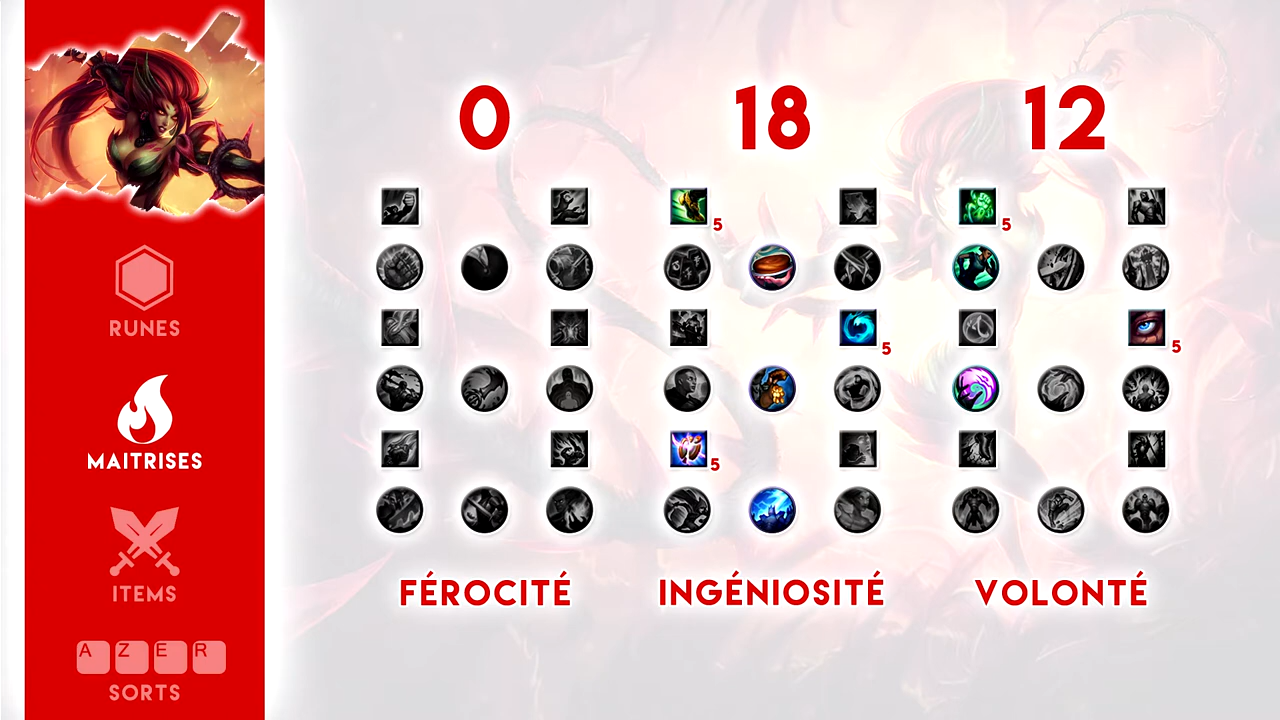 RUNES
MAITRISES
ITEMS
A Z E R
SORTS
0 18 12
5 5
5 5
5
FÉROCITÉ INGÉNIOSITÉ VOLONTÉ